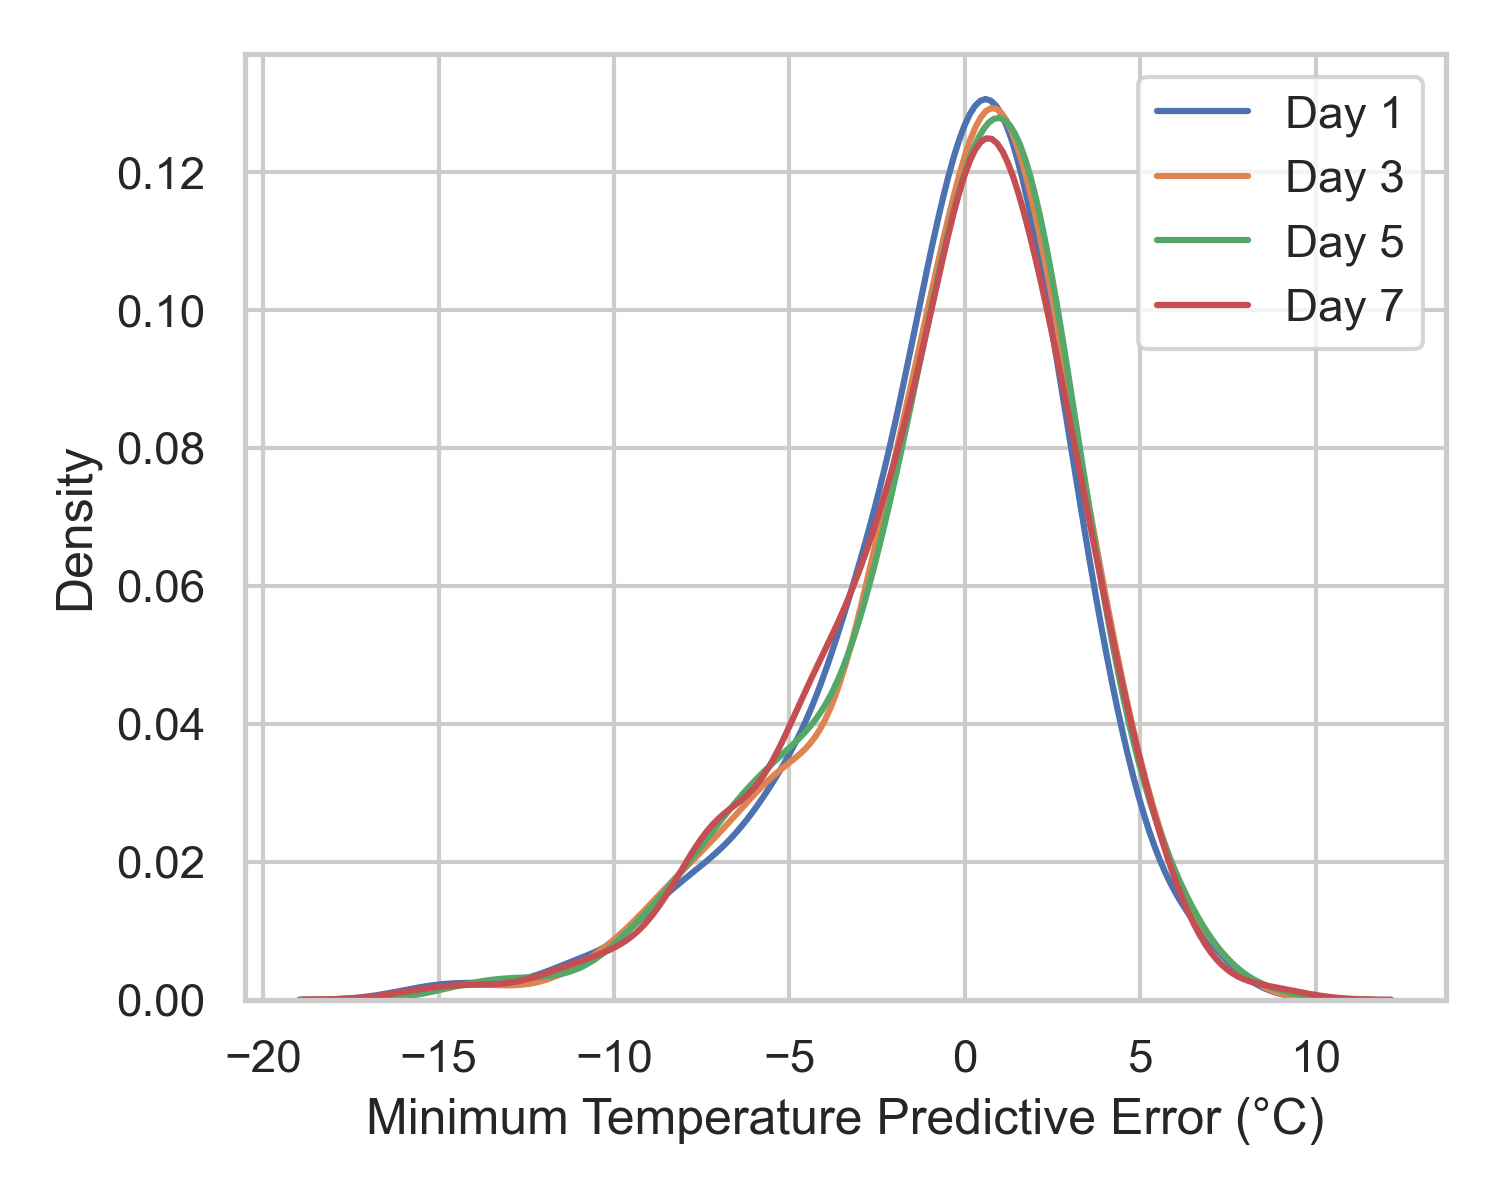 Day 1
Day 3
Day 5
Day 7
0.12
0.10
0.08
0.06
0.04
0.02
0.00
Density
−20 −15 −10 −5 0 5 10
Minimum Temperature Predictive Error (°C)